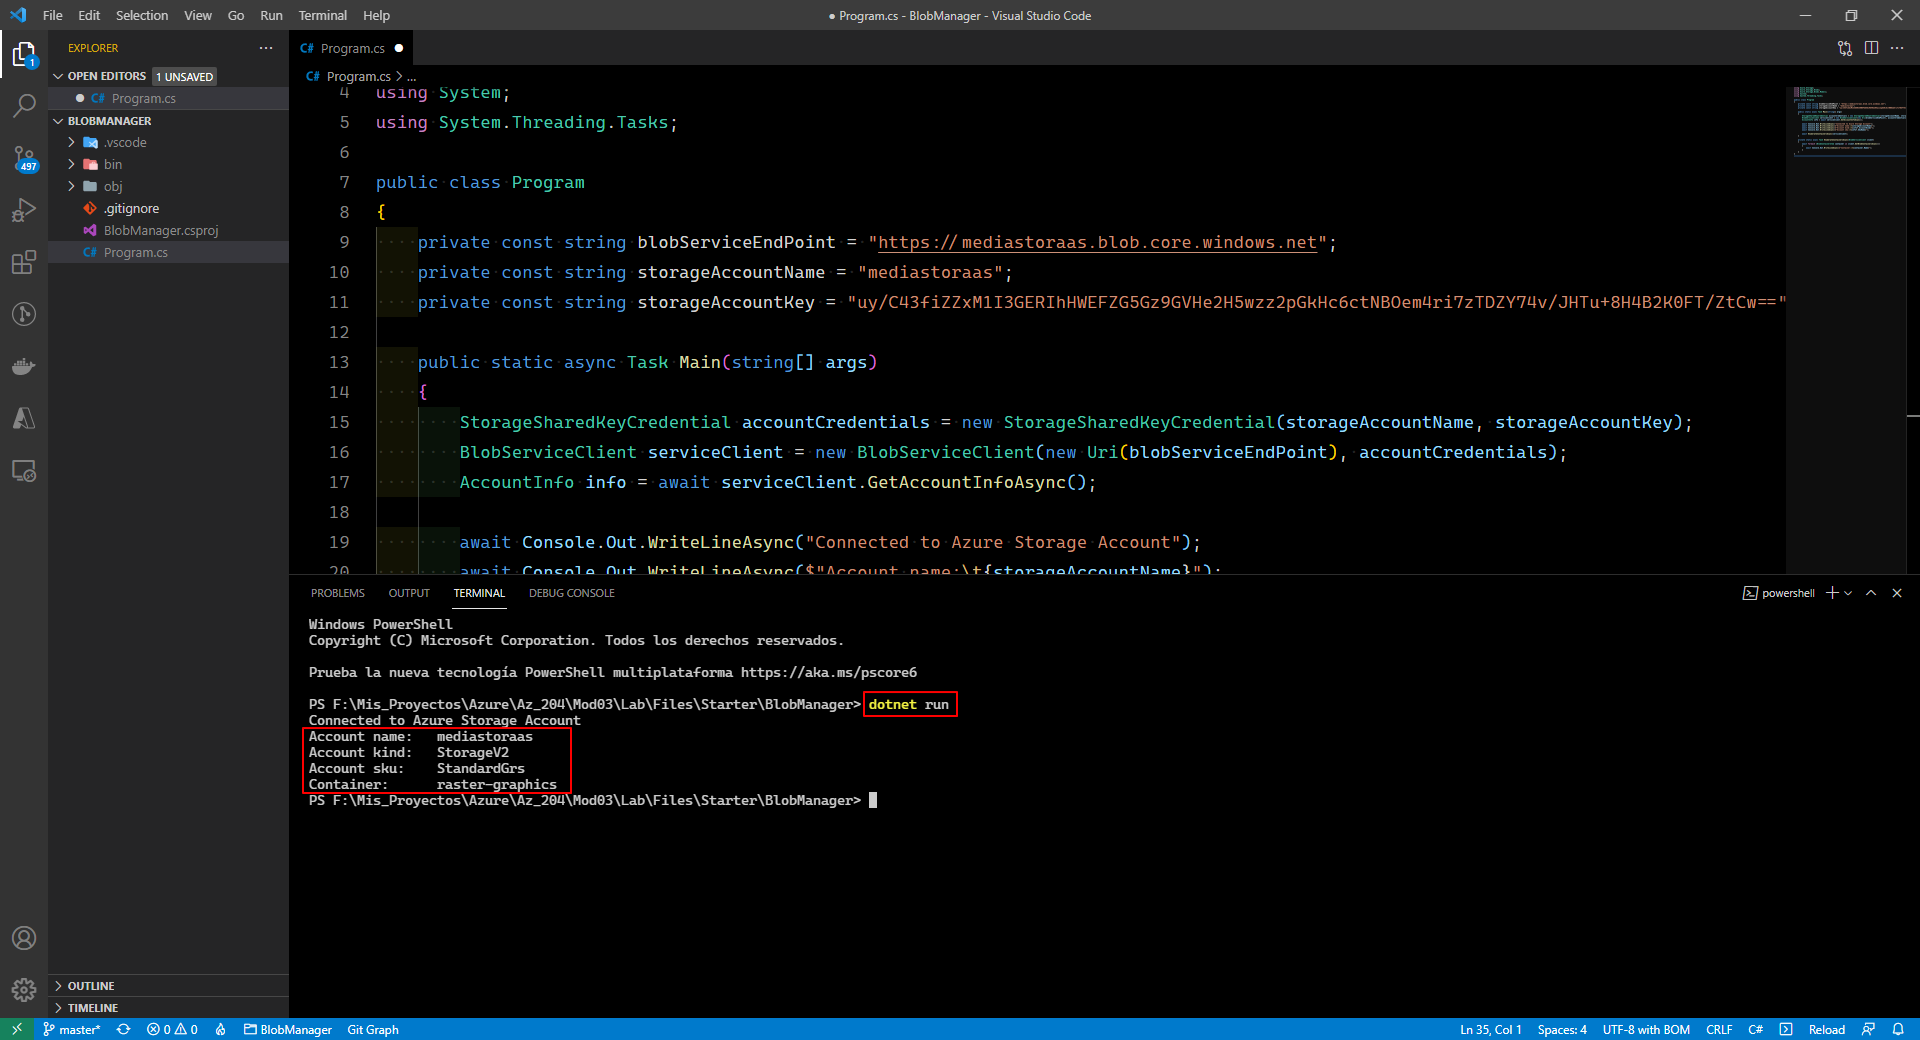 File Edit Selection View Go Run Terminal Help
● Program.cs - BlobManager - Visual Studio Code
EXPLORER
OPEN EDITORS 1 UNSAVED
C# Program.cs
BLOBMANAGER
.vscode
bin
obj
.gitignore
BlobManager.csproj
C# Program.cs
OUTLINE
TIMELINE
1
497
C# Program.cs
C# Program.cs > ...
4 using System;
5 using System.Threading.Tasks;
6
7 public class Program
8 {
9 private const string blobServiceEndPoint = "https://mediastoraas.blob.core.windows.net";
10 private const string storageAccountName = "mediastoraas";
11 private const string storageAccountKey = "uy/C43fiZZxM1I3GERIhHWEFZG5Gz9GVHe2H5wzz2pGkHc6ctNBOem4ri7zTDZY74v/JHTu+8H4B2K0FT/ZtCw=="
12
13 public static async Task Main(string[] args)
14 {
15 StorageSharedKeyCredential accountCredentials = new StorageSharedKeyCredential(storageAccountName, storageAccountKey);
16 BlobServiceClient serviceClient = new BlobServiceClient(new Uri(blobServiceEndPoint), accountCredentials);
17 AccountInfo info = await serviceClient.GetAccountInfoAsync();
18
19 await Console.Out.WriteLineAsync("Connected to Azure Storage Account");
20 await Console.Out.WriteLineAsync($"Account name:\t{storageAccountName}");
PROBLEMS OUTPUT TERMINAL DEBUG CONSOLE
powershell
Windows PowerShell
Copyright (C) Microsoft Corporation. Todos los derechos reservados.
Prueba la nueva tecnología PowerShell multiplataforma https://aka.ms/pscore6
PS F:\Mis_Proyectos\Azure\Az_204\Mod03\Lab\Files\Starter\BlobManager> dotnet run
Connected to Azure Storage Account
Account name: mediastoraas
Account kind: StorageV2
Account sku: StandardGrs
Container: raster-graphics
PS F:\Mis_Proyectos\Azure\Az_204\Mod03\Lab\Files\Starter\BlobManager>
master* 0 0 BlobManager Git Graph
Ln 35, Col 1 Spaces: 4 UTF-8 with BOM CRLF C# Reload